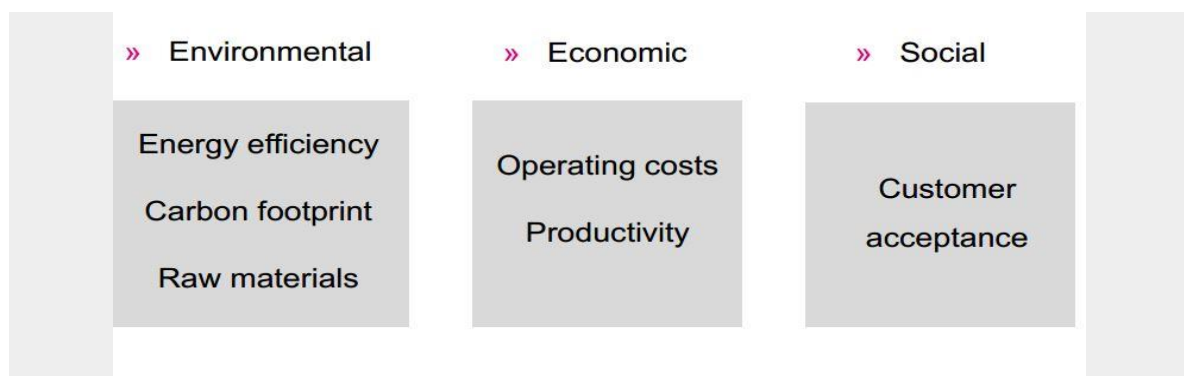 » Environmental
Energy efficiency
Carbon footprint
Raw materials
» Economic
Operating costs
Productivity
» Social
Customer
acceptance